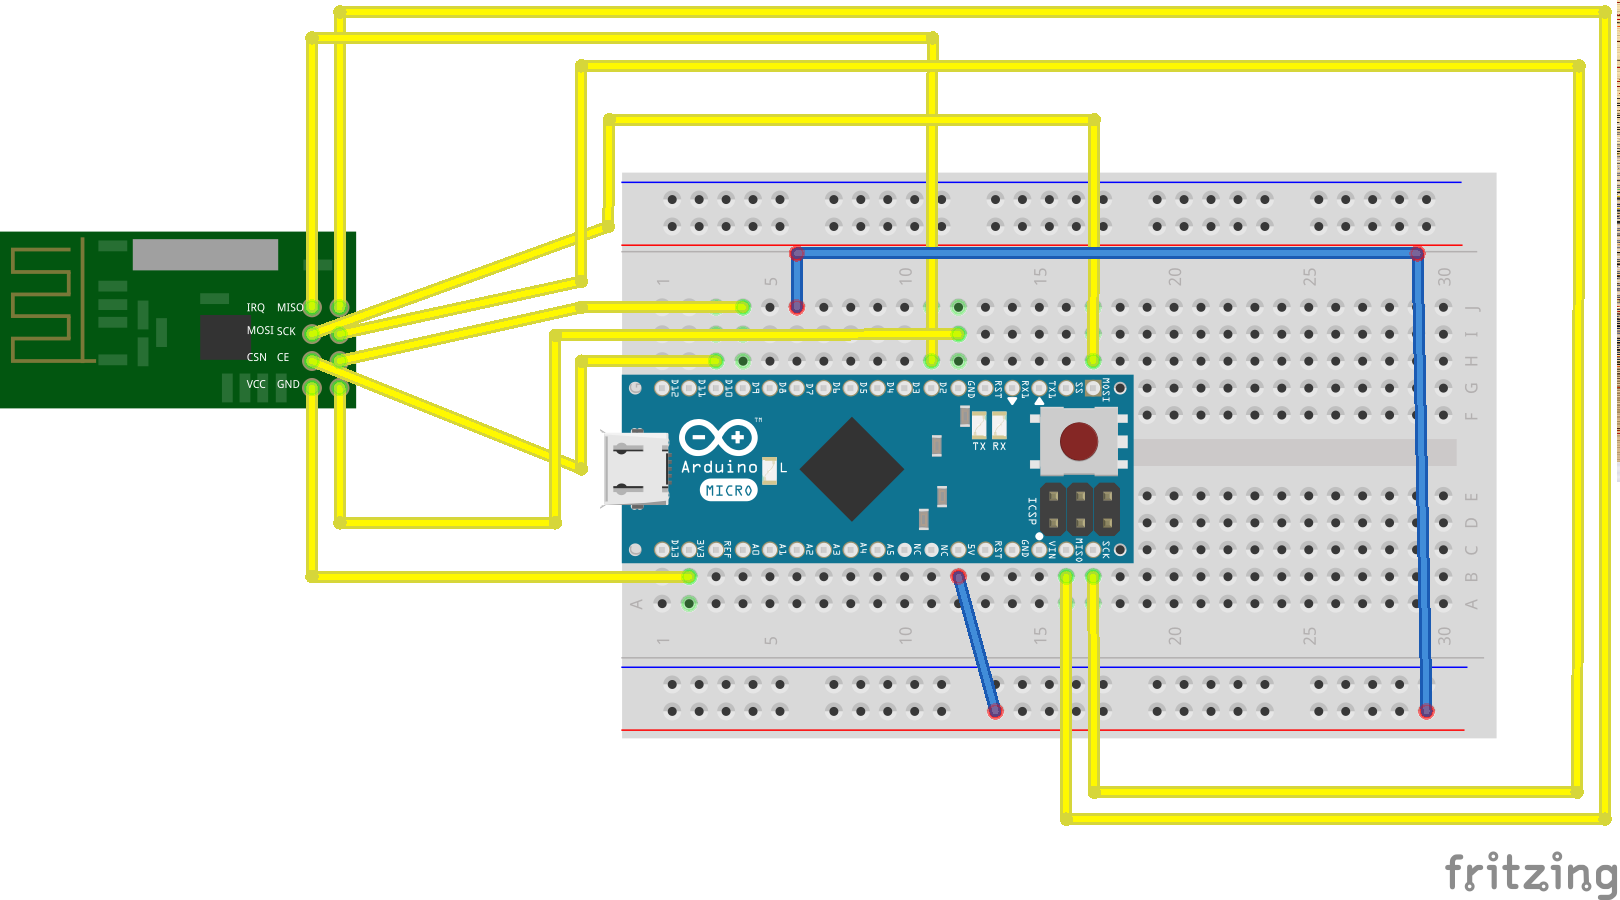 1 5 10 15 20 25 30
J
I
H
G
F
IRQ MISO
MOSI SCK
CSN CE
VCC GND
D12 D11 D10 D9 D8 D7 D6 D5 D4 D3 D2 GND RST RX1 TX1 SS MOSI
TX RX
Arduino™
MICRO
L
ICSP
D13 3V3 REF A0 A1 A2 A3 A4 A5 NC NC 5V RST GND VIN MISO SCK
E
D
C
B
A A
1 5 10 15 20 25 30
fritzing